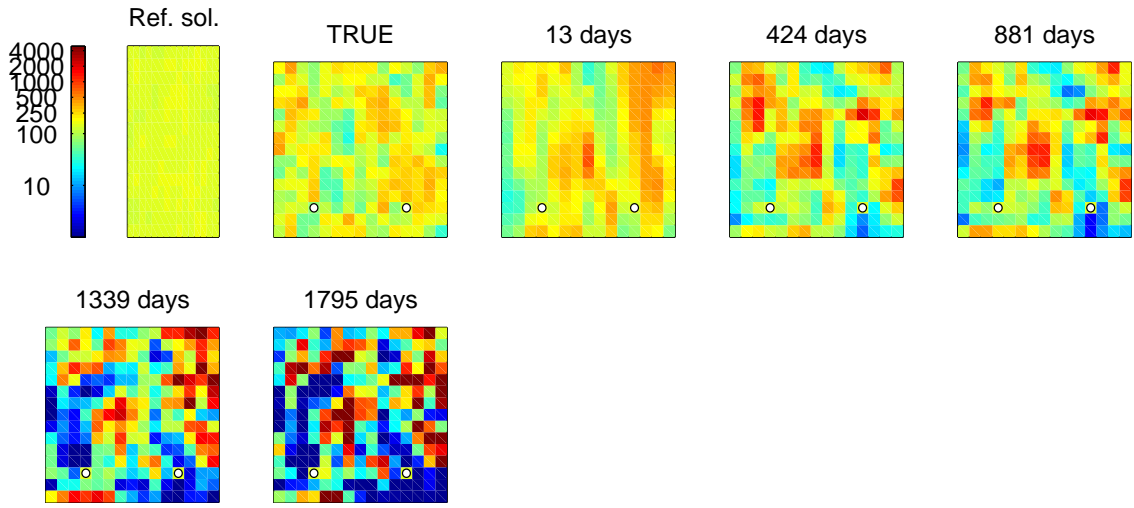 Ref. sol.
TRUE
13 days
424 days
881 days
4000
2000
1000
500
250
100
10
1339 days
1795 days